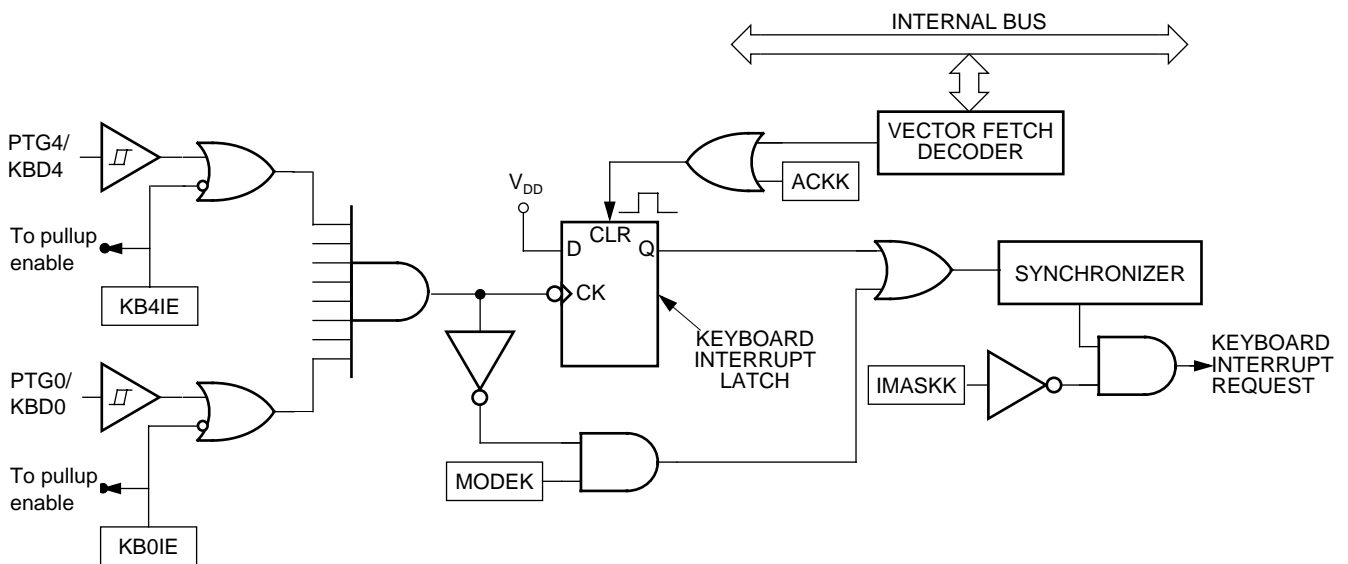 INTERNAL BUS
VECTOR FETCH
DECODER
ACKK
PTG4/
KBD4
To pullup
enable
KB4IE
VDD
D
CLR
Q
CK
KEYBOARD
INTERRUPT
LATCH
SYNCHRONIZER
IMASKK
KEYBOARD
INTERRUPT
REQUEST
PTG0/
KBD0
To pullup
enable
KB0IE
MODEK